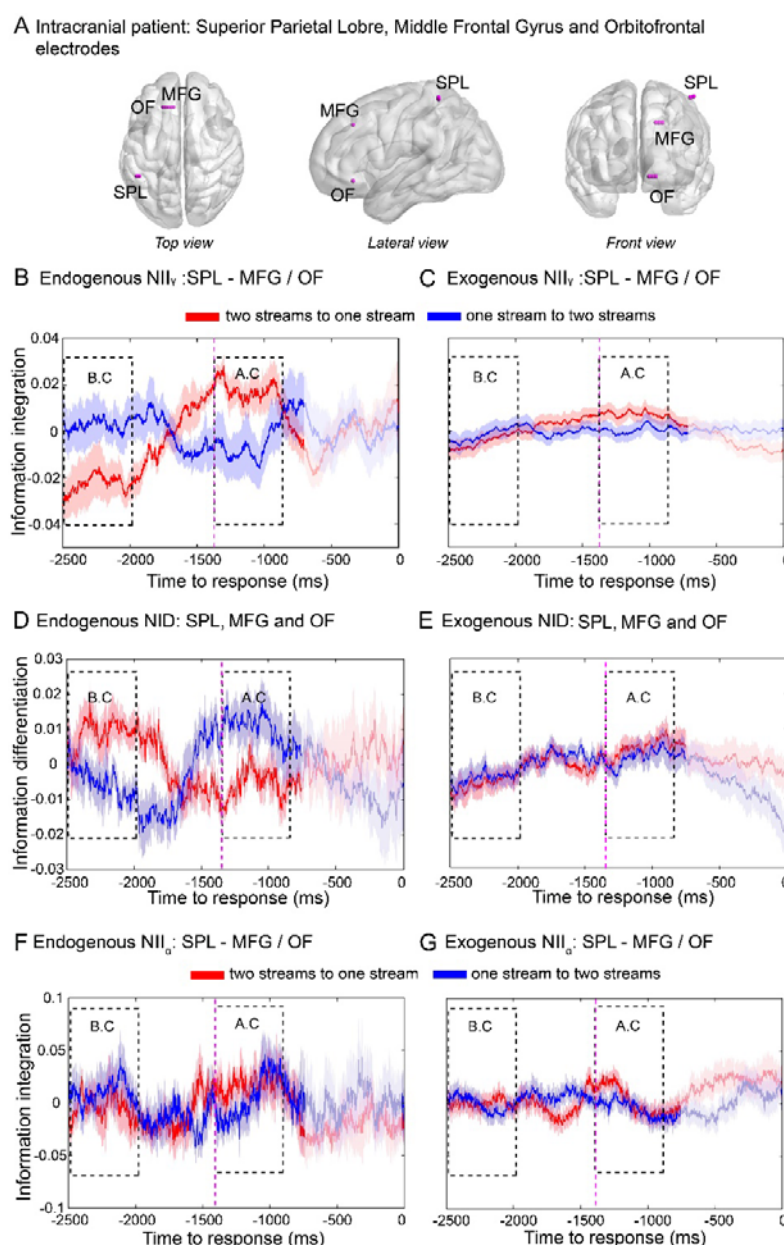 A Intracranial patient: Superior Parietal Lobre, Middle Frontal Gyrus and Orbitofrontal
electrodes
OF MFG
SPL
Top view
SPL
MFG
OF
Lateral view
SPL
MFG
OF
Front view
B Endogenous NIIγ :SPL - MFG / OF
C Exogenous NIIγ: SPL - MFG / OF
two streams to one stream
one stream to two streams
Information integration
0.04
0.02
0
-0.02
-0.04
B.C
A.C
-2500 -2000 -1500 -1000 -500 0
Time to response (ms)
B.C
A.C
-2500 -2000 -1500 -1000 -500 0
Time to response (ms)
D Endogenous NID: SPL, MFG and OF
E Exogenous NID: SPL, MFG and OF
Information differentiation
0.03
0.02
0.01
0
-0.01
-0.02
-0.03
B.C
A.C
-2500 -2000 -1500 -1000 -500 0
Time to response (ms)
B.C
A.C
-2500 -2000 -1500 -1000 -500 0
Time to response (ms)
F Endogenous NIIα: SPL - MFG / OF
G Exogenous NIIα: SPL - MFG / OF
two streams to one stream
one stream to two streams
Information integration
0.1
0.05
0
-0.05
-0.1
B.C
A.C
-2500 -2000 -1500 -1000 -500 0
Time to response (ms)
B.C
A.C
-2500 -2000 -1500 -1000 -500 0
Time to response (ms)